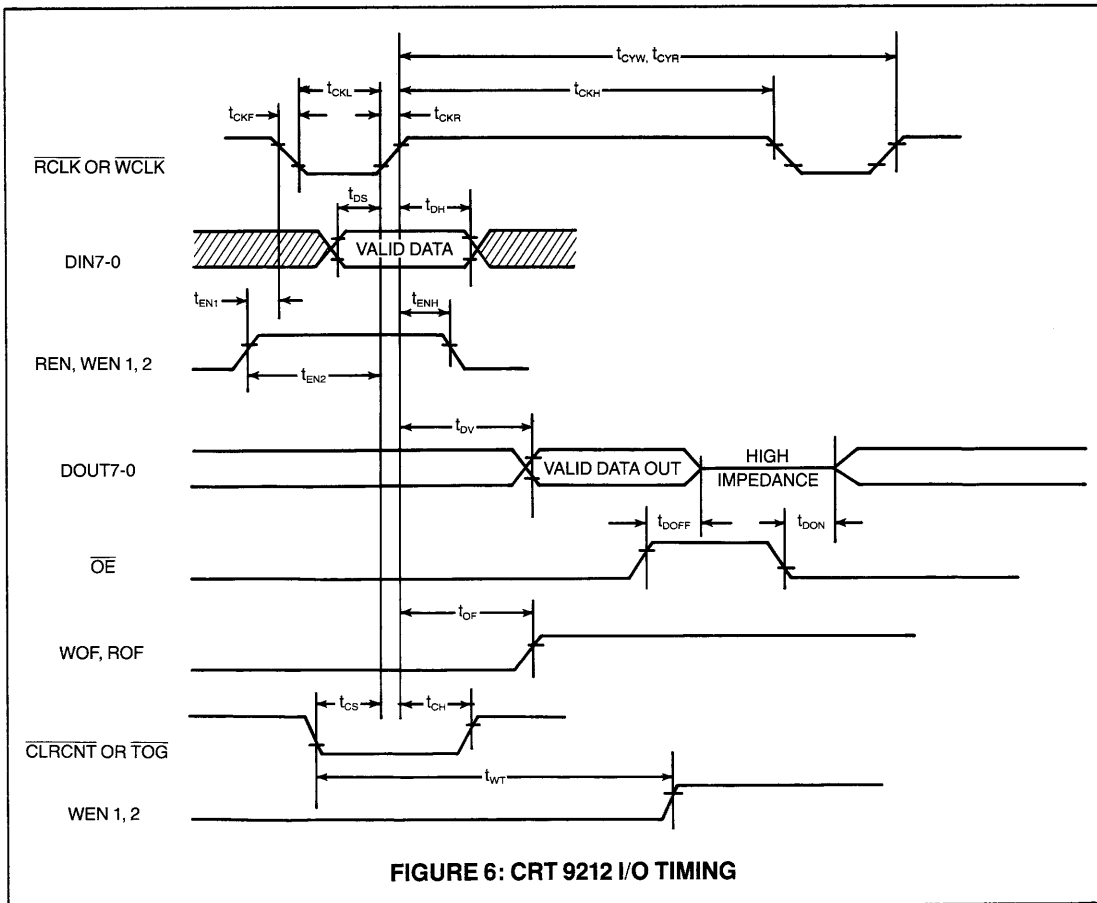 tCYW, tCYR
tCKL
tCKH
tCKF
tCKR
RCLK OR WCLK
tDS
tDH
VALID DATA
DIN7-0
tEN1
tENH
REN, WEN 1, 2
tEN2
tDV
DOUT7-0
VALID DATA OUT
HIGH
IMPEDANCE
tDOFF
tDON
OE
tOF
WOF, ROF
tCS
tCH
CLRCNT OR TOG
tWT
WEN 1, 2
FIGURE 6: CRT 9212 I/O TIMING